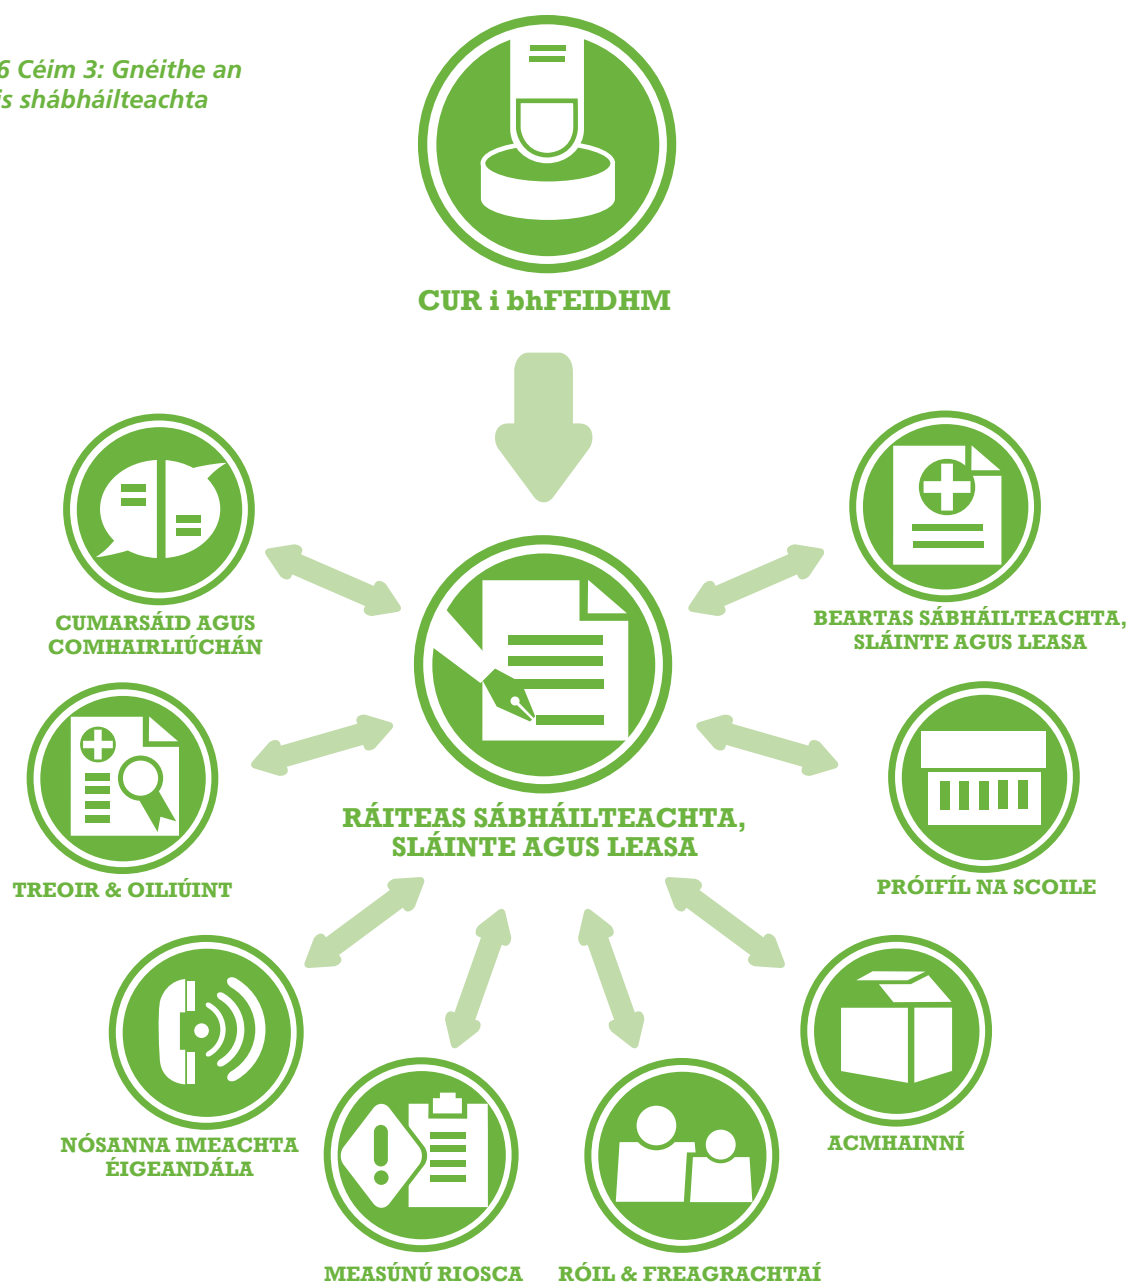 6 Céim 3: Gnéithe an
shábháilteachta
CUR i bhFEIDHM
CUMARSÁID AGUS
COMHAIRLIÚCHÁN
BEARTAS SÁBHÁILTEACHTA,
SLÁINTE AGUS LEASA
TREOIR & OILIÚINT
RÁITEAS SÁBHÁILTEACHTA,
SLÁINTE AGUS LEASA
PRÓIFÍL NA SCOILE
NÓSANNA IMEACHTA
ÉIGEANDÁLA
ACMHAINNÍ
MEASÚNÚ RIOSCA
RÓIL & FREAGRACHTAÍ